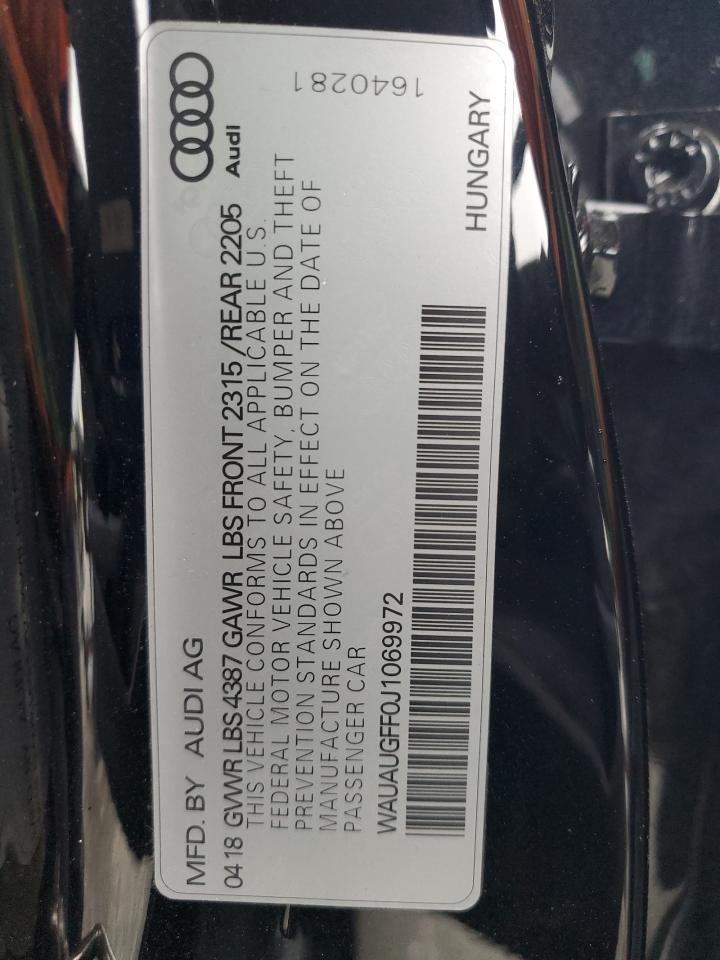 MFD. BY AUDI AG
Audi
04 18 GVWR LBS 4387 GAWR LBS FRONT 2315 / REAR 2205
THIS VEHICLE CONFORMS TO ALL APPLICABLE U.S.
FEDERAL MOTOR VEHICLE SAFETY, BUMPER AND THEFT
PREVENTION STANDARDS IN EFFECT ON THE DATE OF
MANUFACTURE SHOWN ABOVE
PASSENGER CAR
1640281
WAUAUGFF0J1069972
HUNGARY